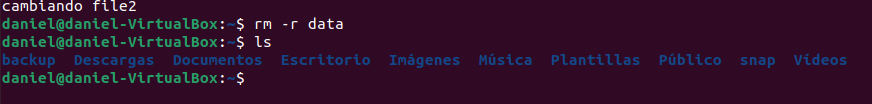 cambiando file2
daniel@daniel-VirtualBox:~$ rm -r data
daniel@daniel-VirtualBox:~$ ls
backup  Descargas  Documentos  Escritorio  Imágenes  Música  Plantillas  Público  snap  Vídeos
daniel@daniel-VirtualBox:~$